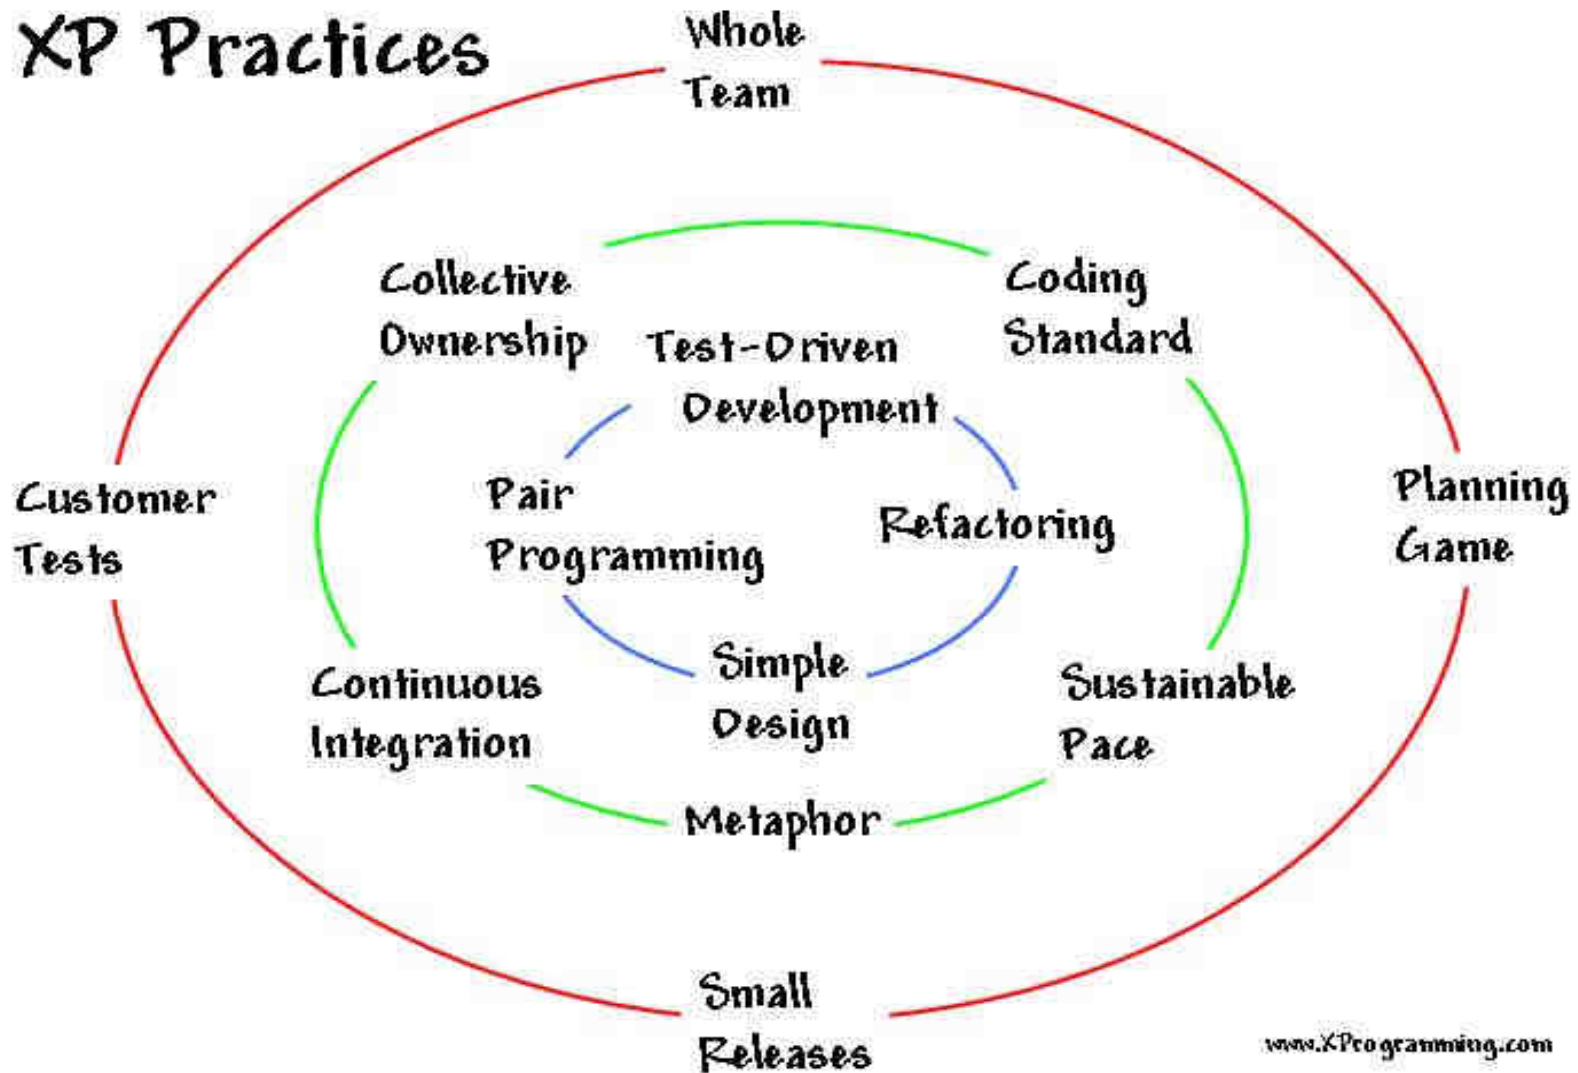 XP Practices
Whole
Team
Collective
Ownership
Coding
Standard
Test-Driven
Development
Customer
Tests
Pair
Programming
Refactoring
Planning
Game
Continuous
Integration
Simple
Design
Sustainable
Pace
Metaphor
Small
Releases
www.XProgramming.com